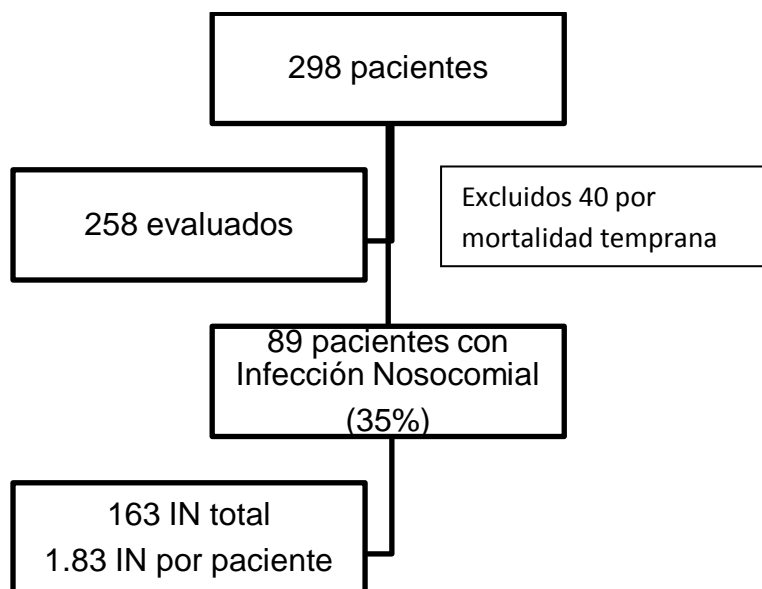 298 pacientes
258 evaluados
Excluidos 40 por
mortalidad temprana
89 pacientes con
Infección Nosocomial
(35%)
163 IN total
1.83 IN por paciente